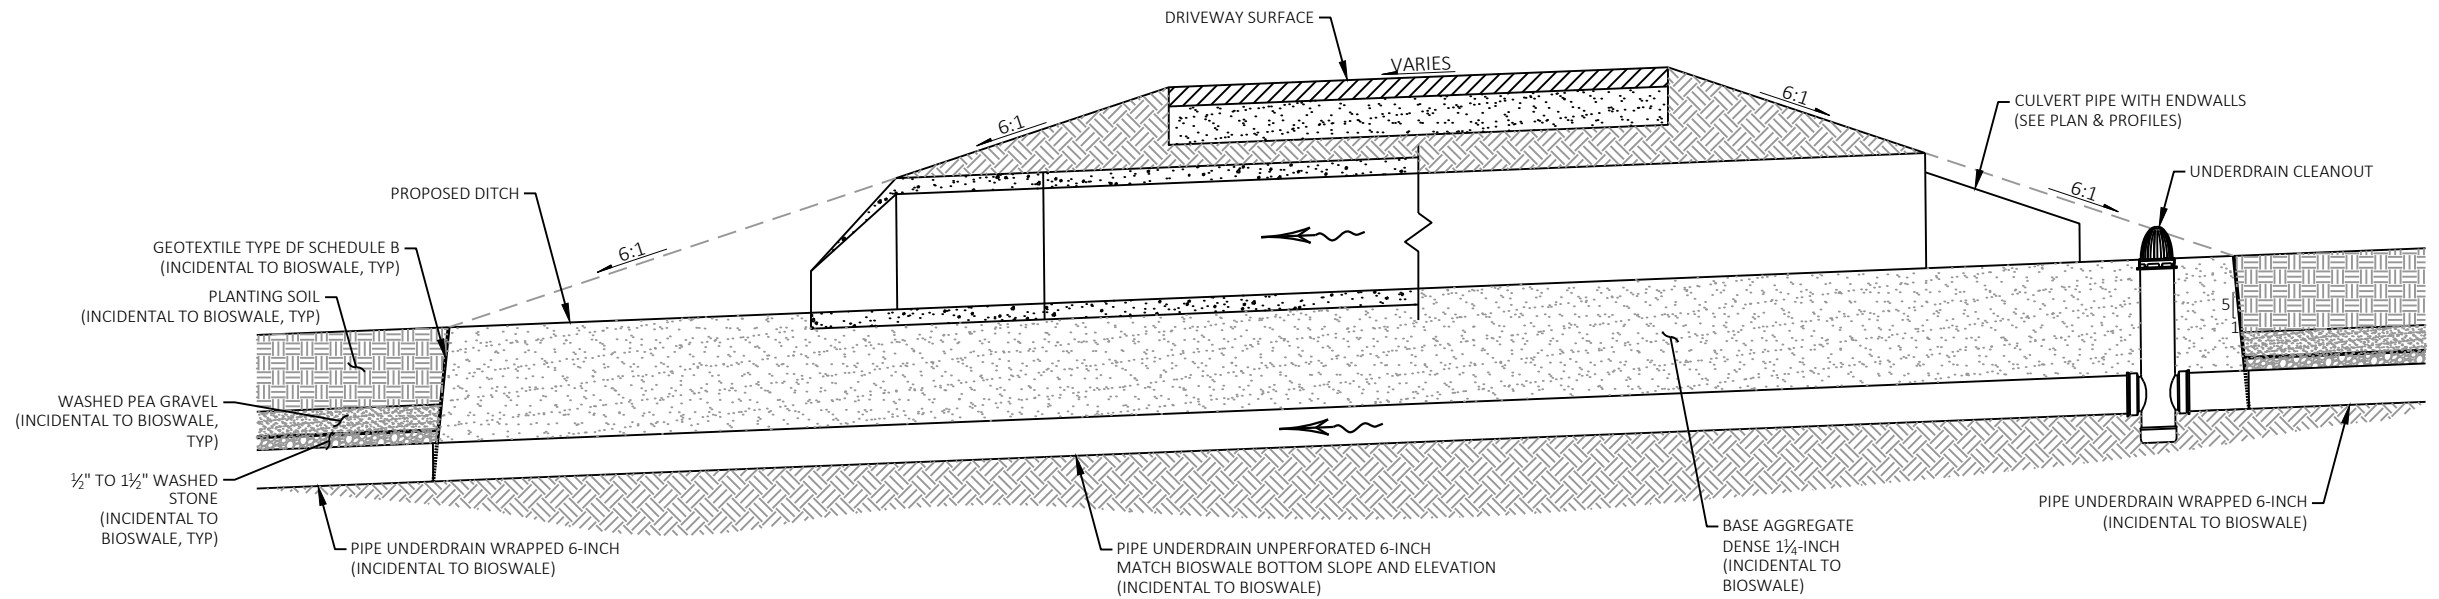 DRIVEWAY SURFACE
VARIES
6:1
6:1
CULVERT PIPE WITH ENDWALLS
(SEE PLAN & PROFILES)
UNDERDRAIN CLEANOUT
PROPOSED DITCH
6:1
6:1
GEOTEXTILE TYPE DF SCHEDULE B
(INCIDENTAL TO BIOSWALE, TYP)
PLANTING SOIL
(INCIDENTAL TO BIOSWALE, TYP)
5
1
WASHED PEA GRAVEL
(INCIDENTAL TO BIOSWALE,
TYP)
½" TO 1½" WASHED
STONE
(INCIDENTAL TO
BIOSWALE, TYP)
PIPE UNDERDRAIN WRAPPED 6-INCH
(INCIDENTAL TO BIOSWALE)
PIPE UNDERDRAIN UNPERFORATED 6-INCH
MATCH BIOSWALE BOTTOM SLOPE AND ELEVATION
(INCIDENTAL TO BIOSWALE)
BASE AGGREGATE
DENSE 1¼-INCH
(INCIDENTAL TO
BIOSWALE)
PIPE UNDERDRAIN WRAPPED 6-INCH
(INCIDENTAL TO BIOSWALE)